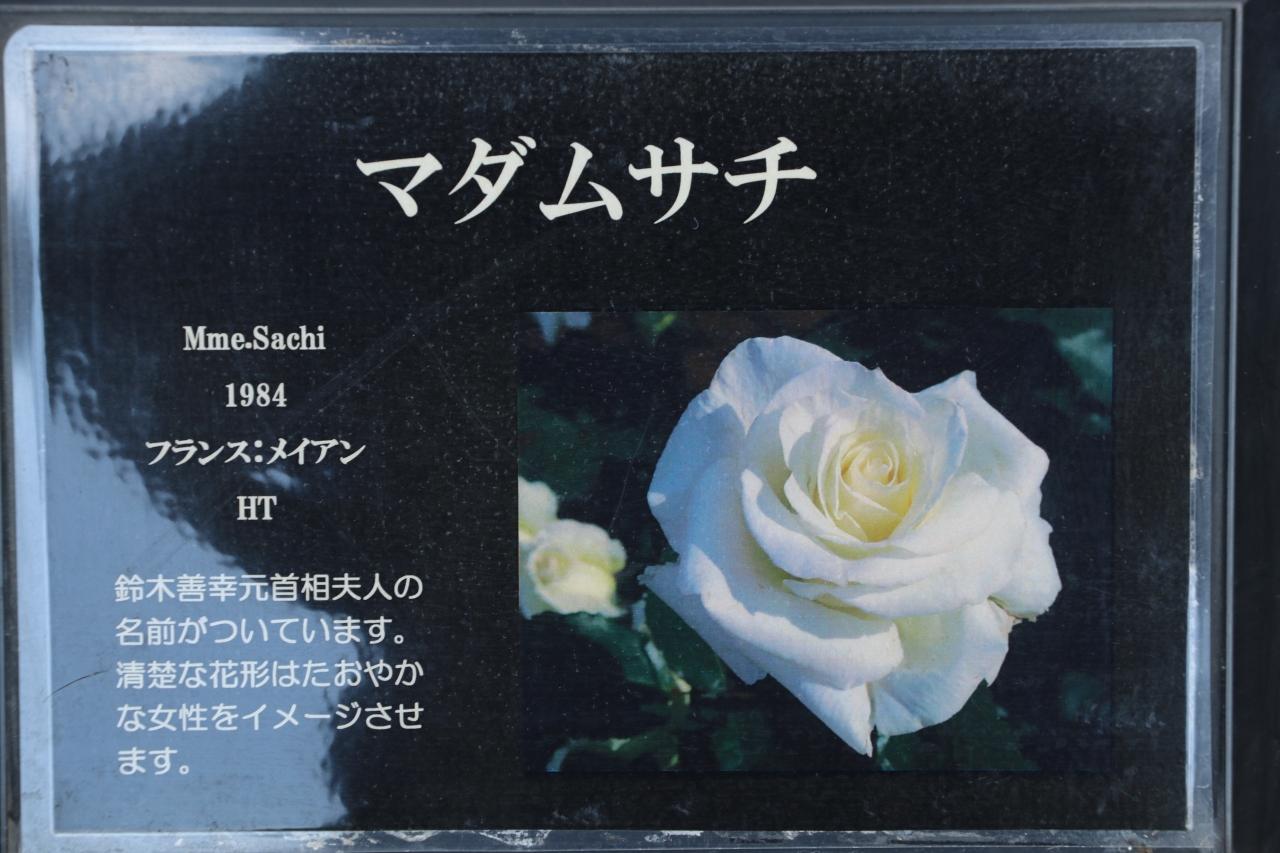 マダムサチ
Mme.Sachi
1984
フランス:メイアン
HT
鈴木善幸元首相夫人の
名前がついています。
清楚な花形はたおやか
な女性をイメージさせ
ます。